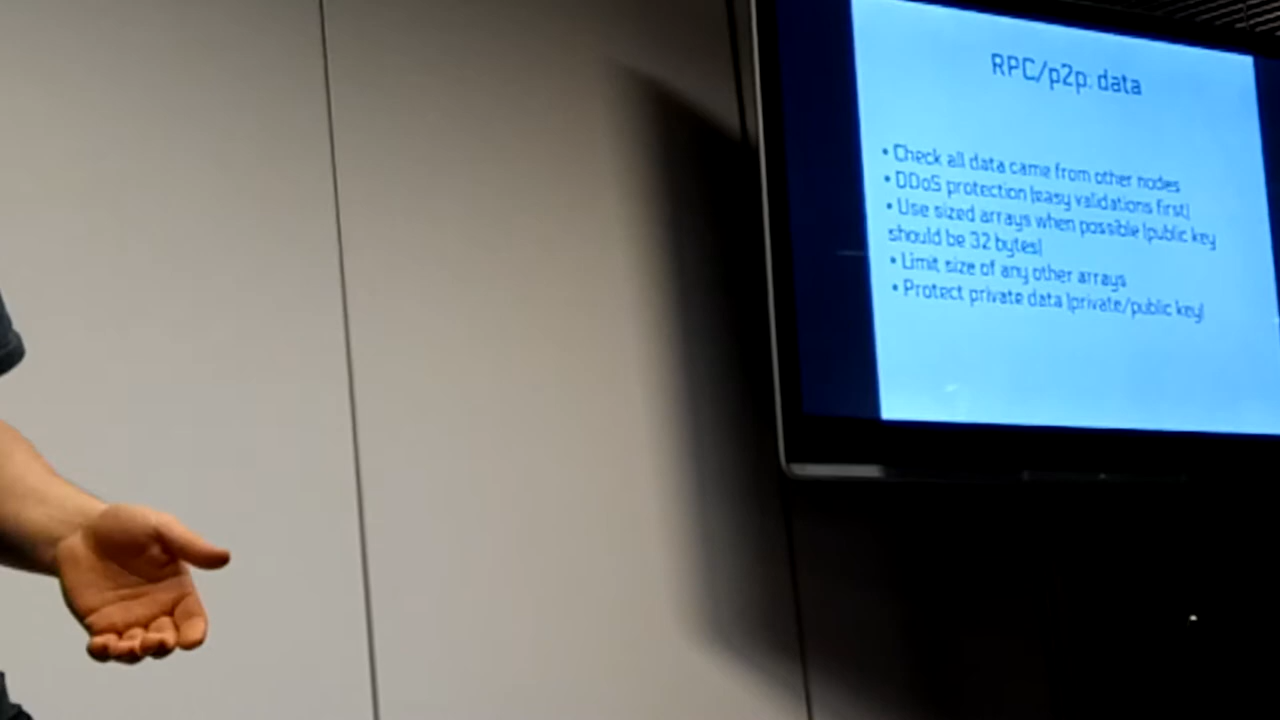 RPC/p2p: data
• Check all data came from other nodes
• DDoS protection (easy validations first)
• Use sized arrays when possible (public key
should be 32 bytes)
• Limit size of any other arrays
• Protect private data (private/public key)